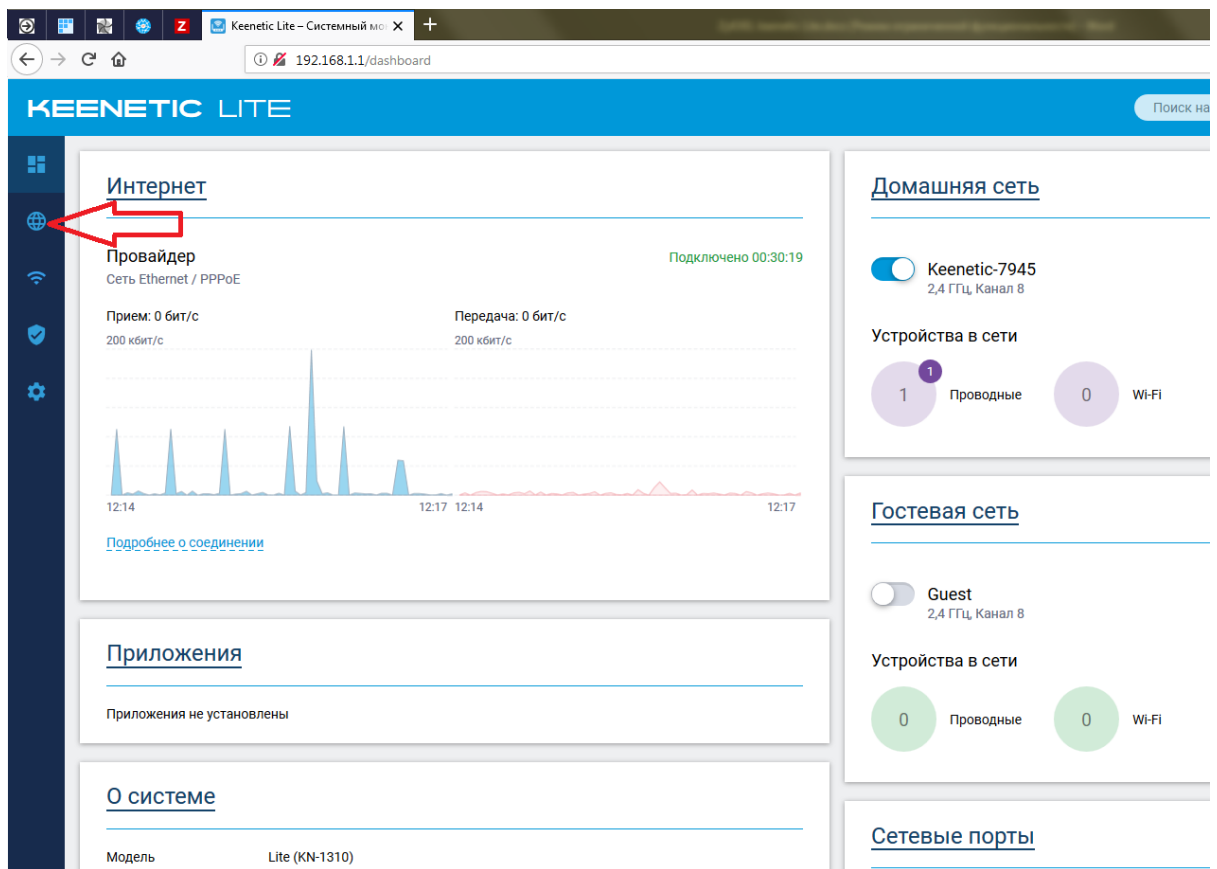 Z
Keenetic Lite – Системный мо
192.168.1.1/dashboard
KEENETIC LITE
Поиск на
Интернет
Провайдер
Подключено 00:30:19
Сеть Ethernet / PPPoE
Прием: 0 бит/с
Передача: 0 бит/с
200 кбит/с
200 кбит/с
12:14
12:17
12:14
12:17
Подробнее о соединении
Приложения
Приложения не установлены
О системе
Модель
Lite (KN-1310)
Домашняя сеть
Keenetic-7945
2,4 ГГц, Канал 8
Устройства в сети
1
1
Проводные
0
Wi-Fi
Гостевая сеть
Guest
2,4 ГГц, Канал 8
Устройства в сети
0
Проводные
0
Wi-Fi
Сетевые порты